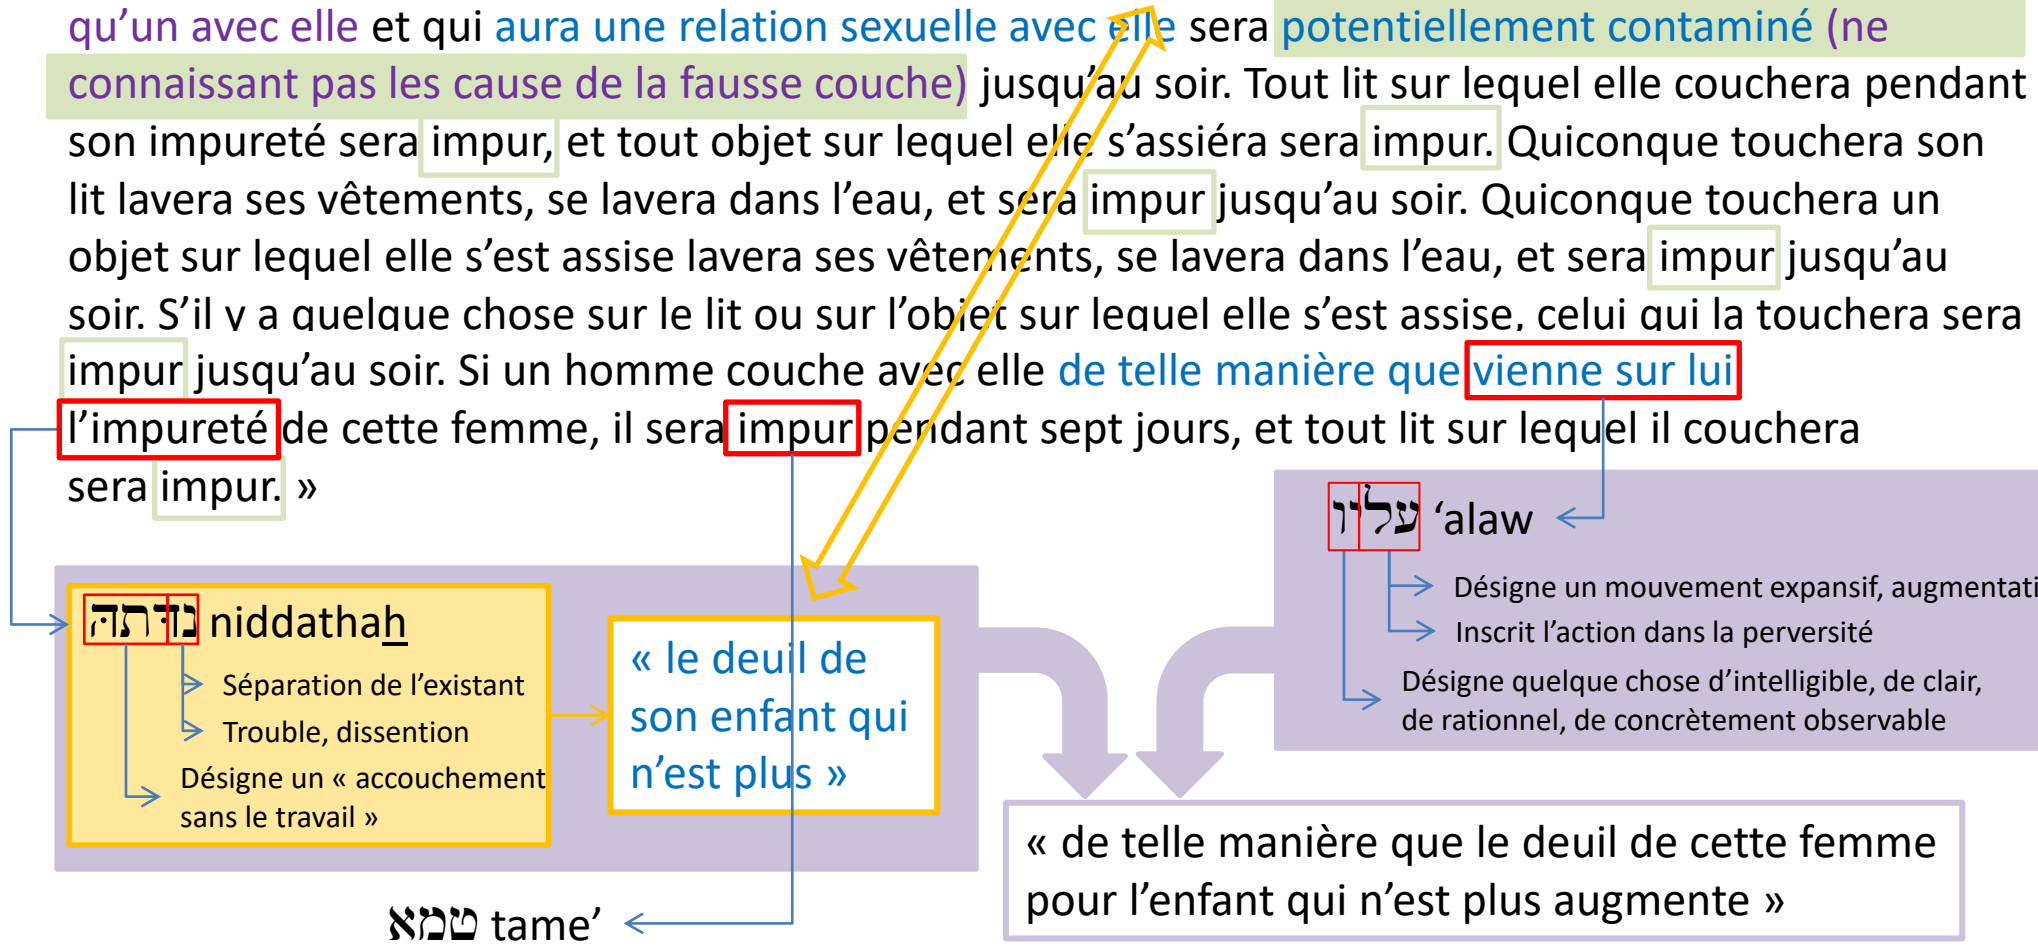 qu’un avec elle et qui aura une relation sexuelle avec elle sera potentiellement contaminé (ne
connaissant pas les cause de la fausse couche) jusqu’au soir. Tout lit sur lequel elle couchera pendant
son impureté sera impur, et tout objet sur lequel elle s’assiéra sera impur. Quiconque touchera son
lit lavera ses vêtements, se lavera dans l’eau, et sera impur jusqu’au soir. Quiconque touchera un
objet sur lequel elle s’est assise lavera ses vêtements, se lavera dans l’eau, et sera impur jusqu’au
soir. S’il y a quelque chose sur le lit ou sur l’objet sur lequel elle s’est assise, celui qui la touchera sera
impur jusqu’au soir. Si un homme couche avec elle de telle manière que vienne sur lui
l’impureté de cette femme, il sera impur pendant sept jours, et tout lit sur lequel il couchera
sera impur. »
עליו ‘alaw
Désigne un mouvement expansif, augmentati
Inscrit l’action dans la perversité
Désigne quelque chose d’intelligible, de clair,
de rationnel, de concrètement observable
נדּתהּ niddathah
Séparation de l’existant
Trouble, dissention
Désigne un « accouchement
sans le travail »
« le deuil de
son enfant qui
n’est plus »
« de telle manière que le deuil de cette femme
pour l’enfant qui n’est plus augmente »
טמא tame’